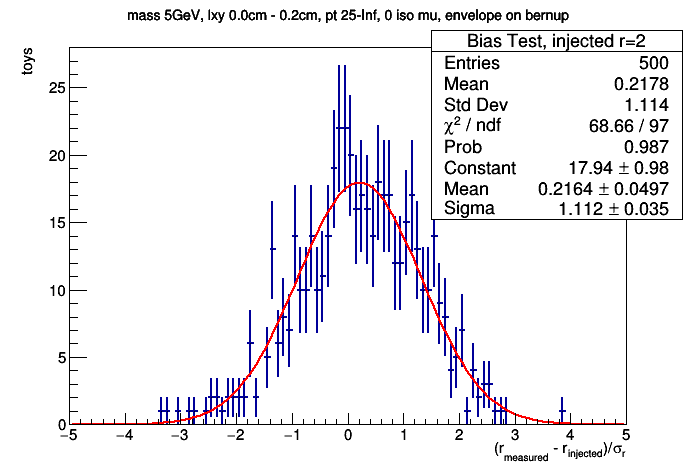 mass 5GeV, lxy 0.0cm - 0.2cm, pt 25-Inf, 0 iso mu, envelope on bernup
Bias Test, injected r=2
Entries 500
Mean 0.2178
Std Dev 1.114
χ² / ndf 68.66 / 97
Prob 0.987
Constant 17.94 ± 0.98
Mean 0.2164 ± 0.0497
Sigma 1.112 ± 0.035
toys
25
20
15
10
5
0
−5 −4 −3 −2 −1 0 1 2 3 4 5
(r_measured - r_injected)/σ_r